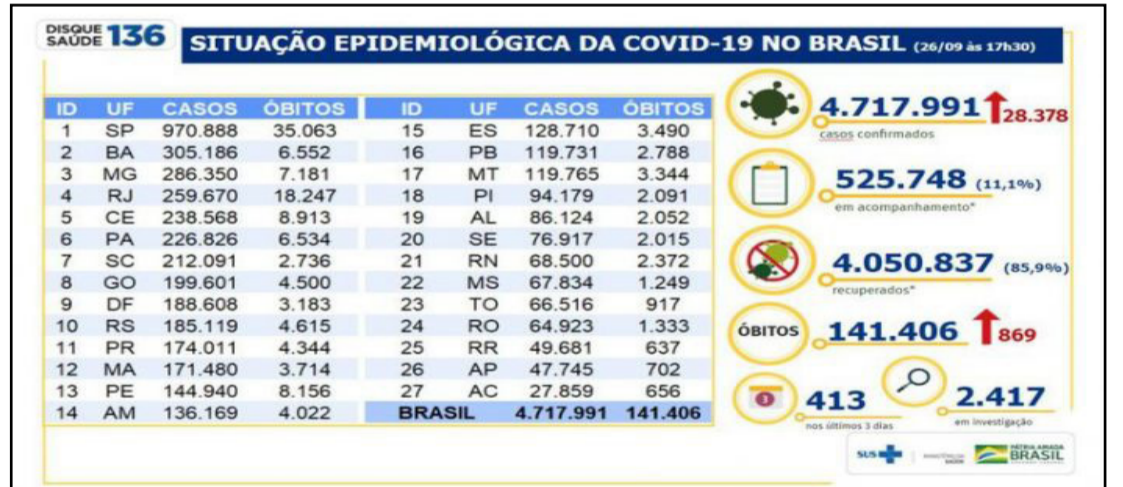 DISQUE
SAÚDE 136
SITUAÇÃO EPIDEMIOLÓGICA DA COVID-19 NO BRASIL (26/09 às 17h30)
ID UF CASOS ÓBITOS ID UF CASOS ÓBITOS
1 SP 970.888 35.063 15 ES 128.710 3.490
2 BA 305.186 6.552 16 PB 119.731 2.788
3 MG 286.350 7.181 17 MT 119.765 3.344
4 RJ 259.670 18.247 18 PI 94.179 2.091
5 CE 238.568 8.913 19 AL 86.124 2.052
6 PA 226.826 6.534 20 SE 76.917 2.015
7 SC 212.091 2.736 21 RN 68.500 2.372
8 GO 199.601 4.500 22 MS 67.834 1.249
9 DF 188.608 3.183 23 TO 66.516 917
10 RS 185.119 4.615 24 RO 64.923 1.333
11 PR 174.011 4.344 25 RR 49.681 637
12 MA 171.480 3.714 26 AP 47.745 702
13 PE 144.940 8.156 27 AC 27.859 656
14 AM 136.169 4.022 BRASIL 4.717.991 141.406
4.717.991 28.378
casos confirmados
525.748 (11,1%)
em acompanhamento*
4.050.837 (85,9%)
recuperados*
ÓBITOS 141.406 869
413
nos últimos 3 dias
2.417
em investigação
SUS
MINISTÉRIO DA
SAÚDE
PÁTRIA AMADA
BRASIL